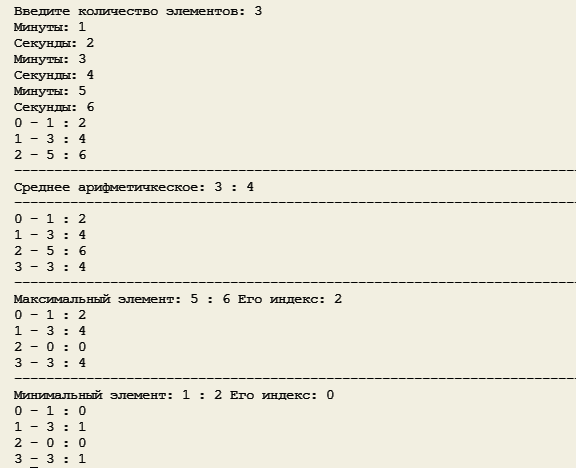 Введите количество элементов: 3
Минуты: 1
Секунды: 2
Минуты: 3
Секунды: 4
Минуты: 5
Секунды: 6
0 - 1 : 2
1 - 3 : 4
2 - 5 : 6
Среднее арифметичкеское: 3 : 4
0 - 1 : 2
1 - 3 : 4
2 - 5 : 6
3 - 3 : 4
Максимальный элемент: 5 : 6 Его индекс: 2
0 - 1 : 2
1 - 3 : 4
2 - 0 : 0
3 - 3 : 4
Минимальный элемент: 1 : 2 Его индекс: 0
0 - 1 : 0
1 - 3 : 1
2 - 0 : 0
3 - 3 : 1